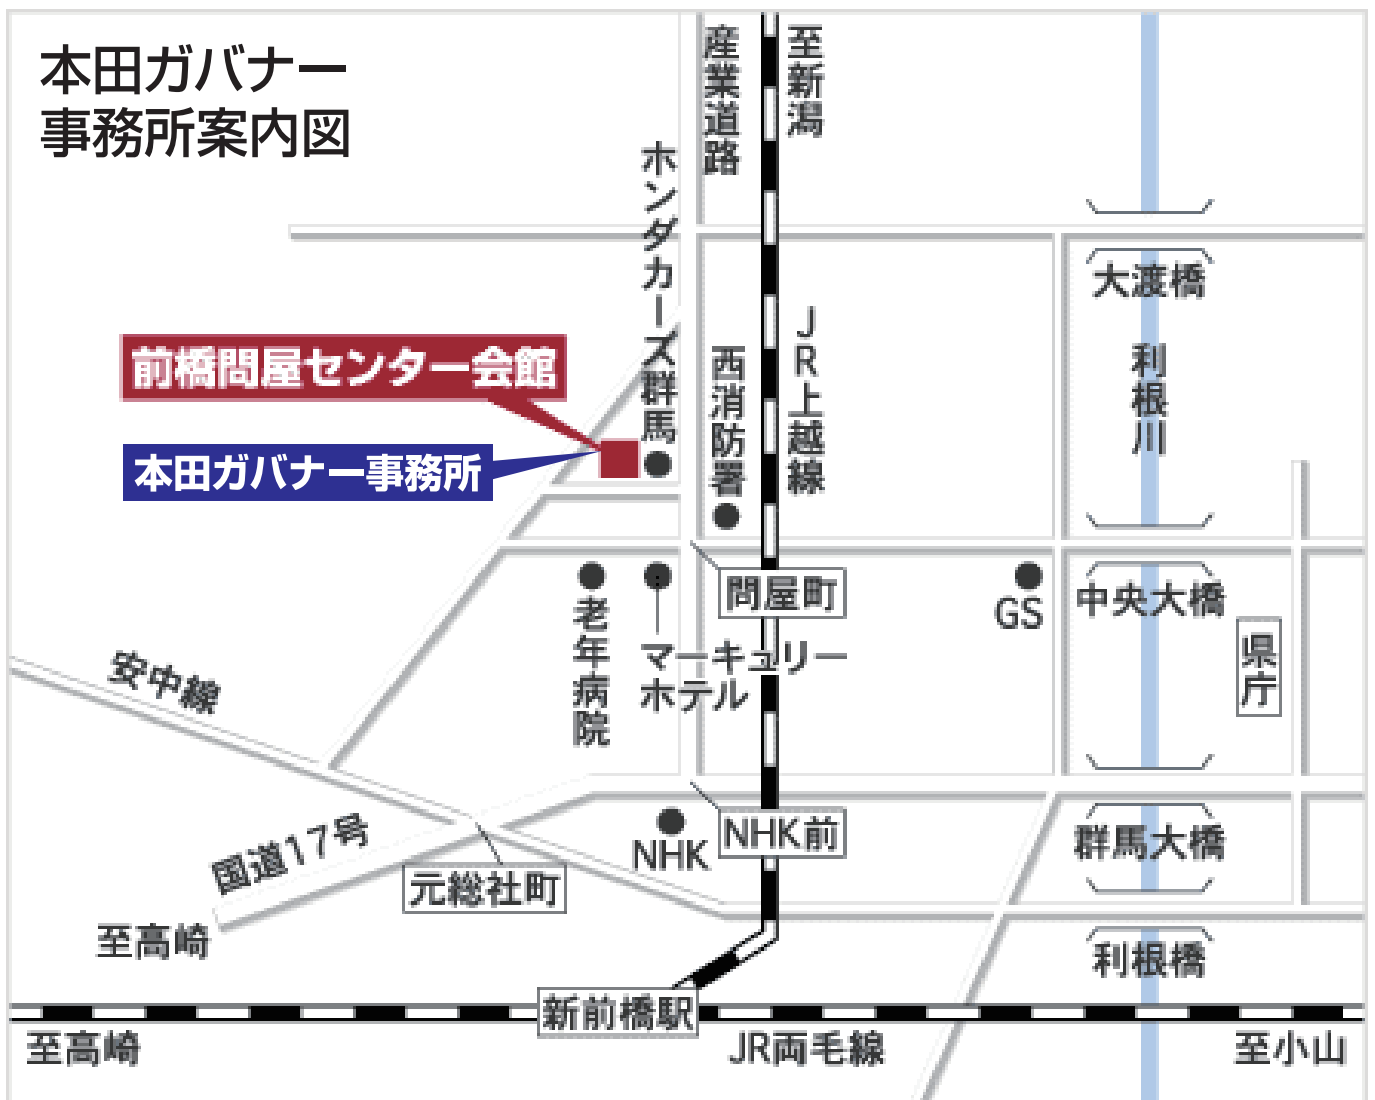 本田ガバナー
事務所案内図
産業道路
至新潟
ホンダカーズ群馬
大渡橋
前橋問屋センター会館
西消防署
JR上越線
利根川
本田ガバナー事務所
問屋町
GS
中央大橋
老年病院
マーキュリー
ホテル
県庁
安中線
国道17号
NHK
NHK前
群馬大橋
元総社町
至高崎
利根橋
新前橋駅
至高崎
JR両毛線
至小山